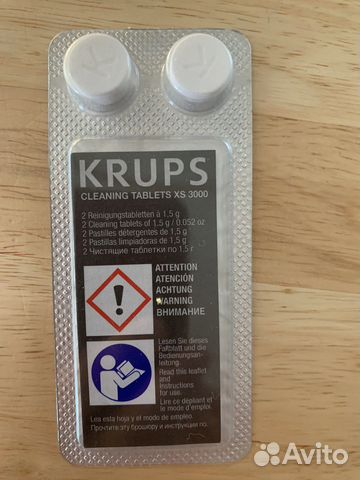 KRUPS
CLEANING TABLETS XS 3000
2 Reinigungstabletten à 1,5 g
2 Cleaning tablets of 1,5 g / 0.052 oz
2 Pastilles détergentes de 1,5 g
2 Pastillas limpiadoras de 1,5 g
2 Чистящие таблетки по 1,5 г
ATTENTION
ATENCIÓN
ACHTUNG
WARNING
ВНИМАНИЕ
Lesen Sie dieses
Faltblatt und die
Bedienungsan-
leitung.
Read this leaflet
and
instructions
for use.
Lire ce dépliant et
le mode d'emploi.
Lea esta hoja y el modo de empleo.
Прочтите эту брошюру и инструкции по.
Avito